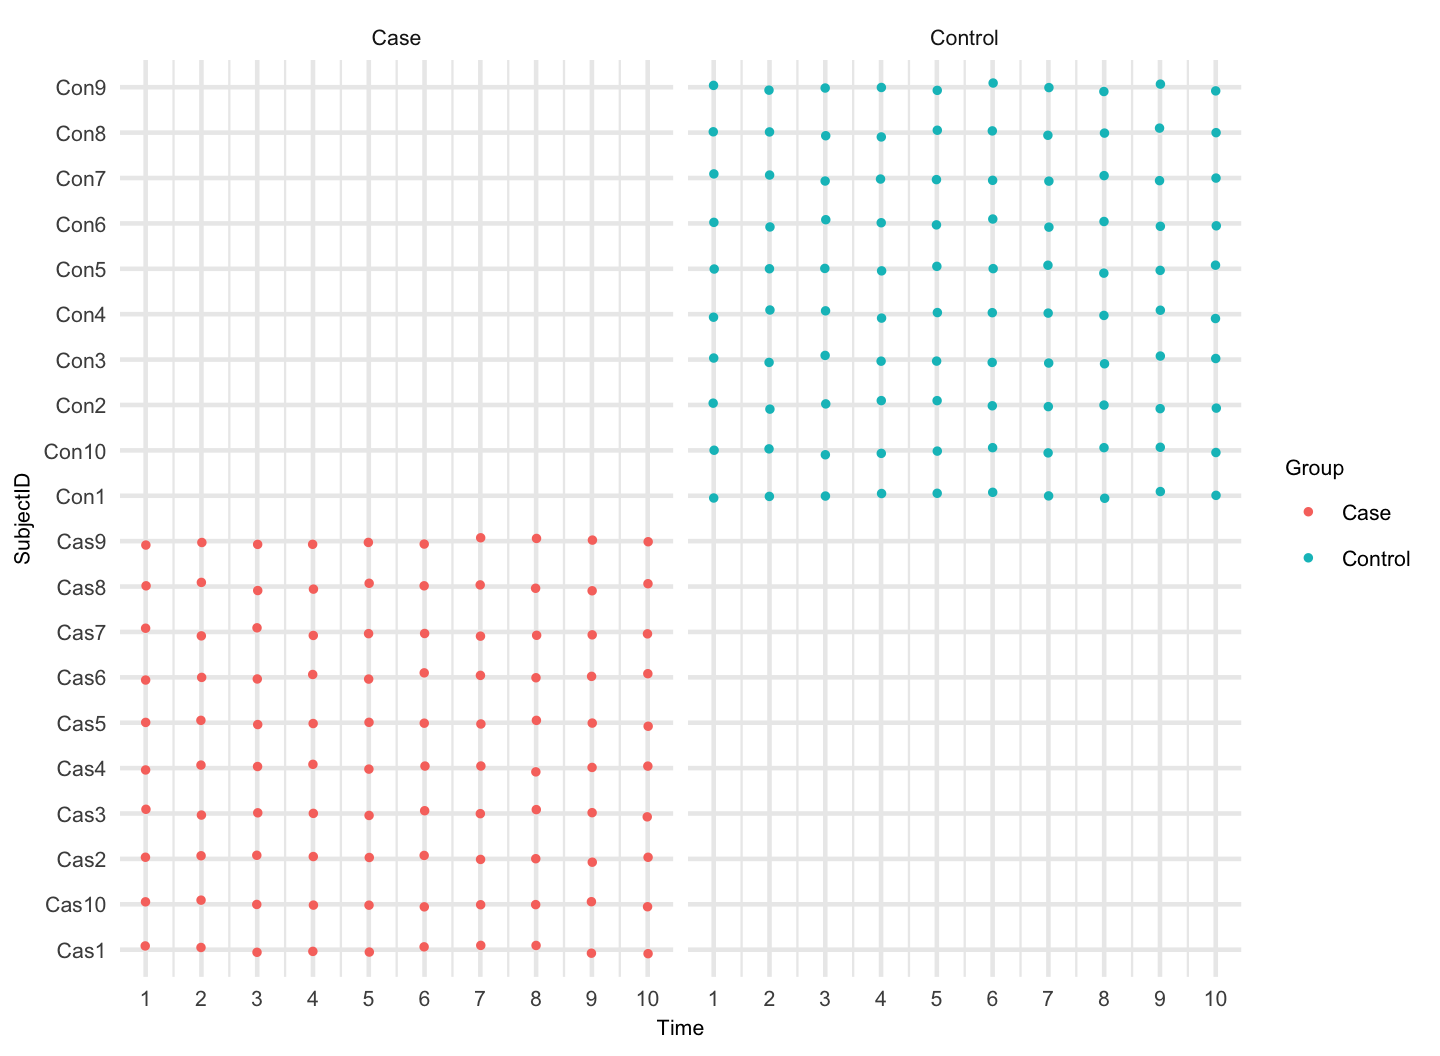 Case Control
Con9
Con8
Con7
Con6
Con5
Con4
Con3
Con2
Con10
Con1
Cas9
Cas8
Cas7
Cas6
Cas5
Cas4
Cas3
Cas2
Cas10
Cas1
SubjectID
1 2 3 4 5 6 7 8 9 10 1 2 3 4 5 6 7 8 9 10
Time
Group
Case
Control